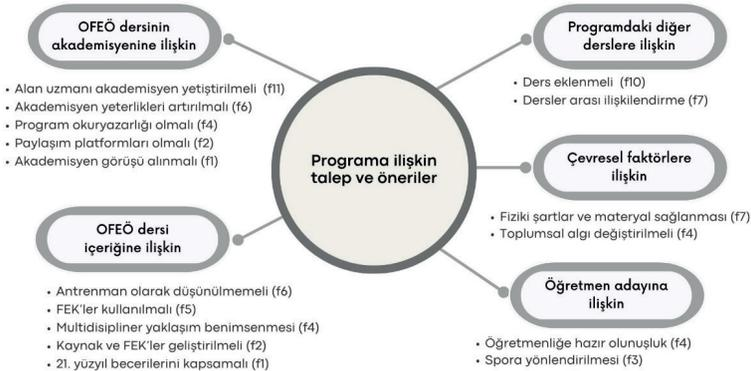 OFEÖ dersinin
akademisyenine ilişkin
• Alan uzmanı akademisyen yetiştirilmeli (f11)
• Akademisyen yeterlikleri artırılmalı (f6)
• Program okuryazarlığı olmalı (f4)
• Paylaşım platformları olmalı (f2)
• Akademisyen görüşü alınmalı (f1)
OFEÖ dersi
içeriğine ilişkin
• Antrenman olarak düşünülmemeli (f6)
• FEK'ler kullanılmalı (f5)
• Multidisipliner yaklaşım benimsenmesi (f4)
• Kaynak ve FEK'ler geliştirilmeli (f2)
• 21. yüzyıl becerilerini kapsamalı (f1)
Programa ilişkin
talep ve öneriler
Programdaki diğer
derslere ilişkin
• Ders eklenmeli (f10)
• Dersler arası ilişkilendirme (f7)
Çevresel faktörlere
ilişkin
• Fiziki şartlar ve materyal sağlanması (f7)
• Toplumsal algı değiştirilmeli (f4)
Öğretmen adayına
ilişkin
• Öğretmenliğe hazır olunuşluk (f4)
• Spora yönlendirilmesi (f3)